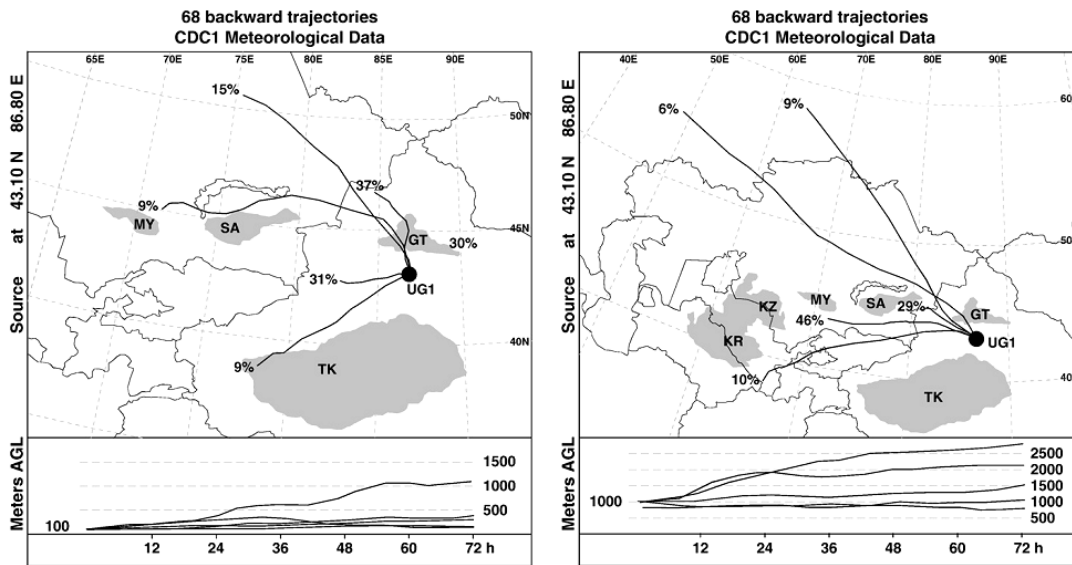 68 backward trajectories
CDC1 Meteorological Data
65E 70E 75E 80E 85E 90E
Source at 43.10 N 86.80 E
15%
50N
37%
9%
MY SA GT
45N
30%
31%
UG1
40N
9%
TK
Meters AGL
1500
1000
500
100
12 24 36 48 60 72 h
68 backward trajectories
CDC1 Meteorological Data
40E 50E 60E 70E 80E 90E
Source at 43.10 N 86.80 E
6% 9%
60
50
KZ MY SA 29% GT
46%
KR
UG1
10%
40
TK
Meters AGL
2500
2000
1500
1000 1000
500
12 24 36 48 60 72 h